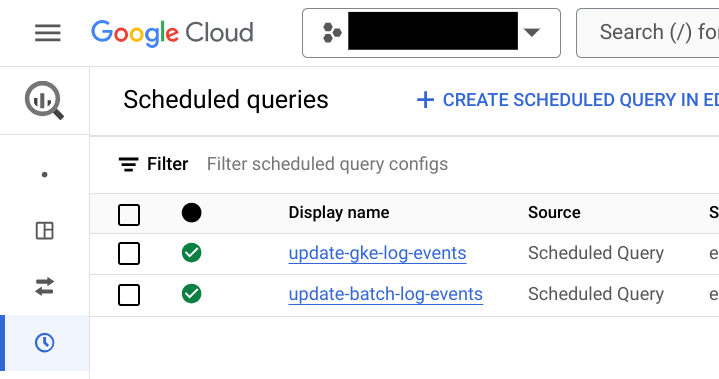 Google Cloud
Search (/) for
Scheduled queries
+ CREATE SCHEDULED QUERY IN ED
Filter Filter scheduled query configs
Display name Source S
update-gke-log-events Scheduled Query e
update-batch-log-events Scheduled Query e